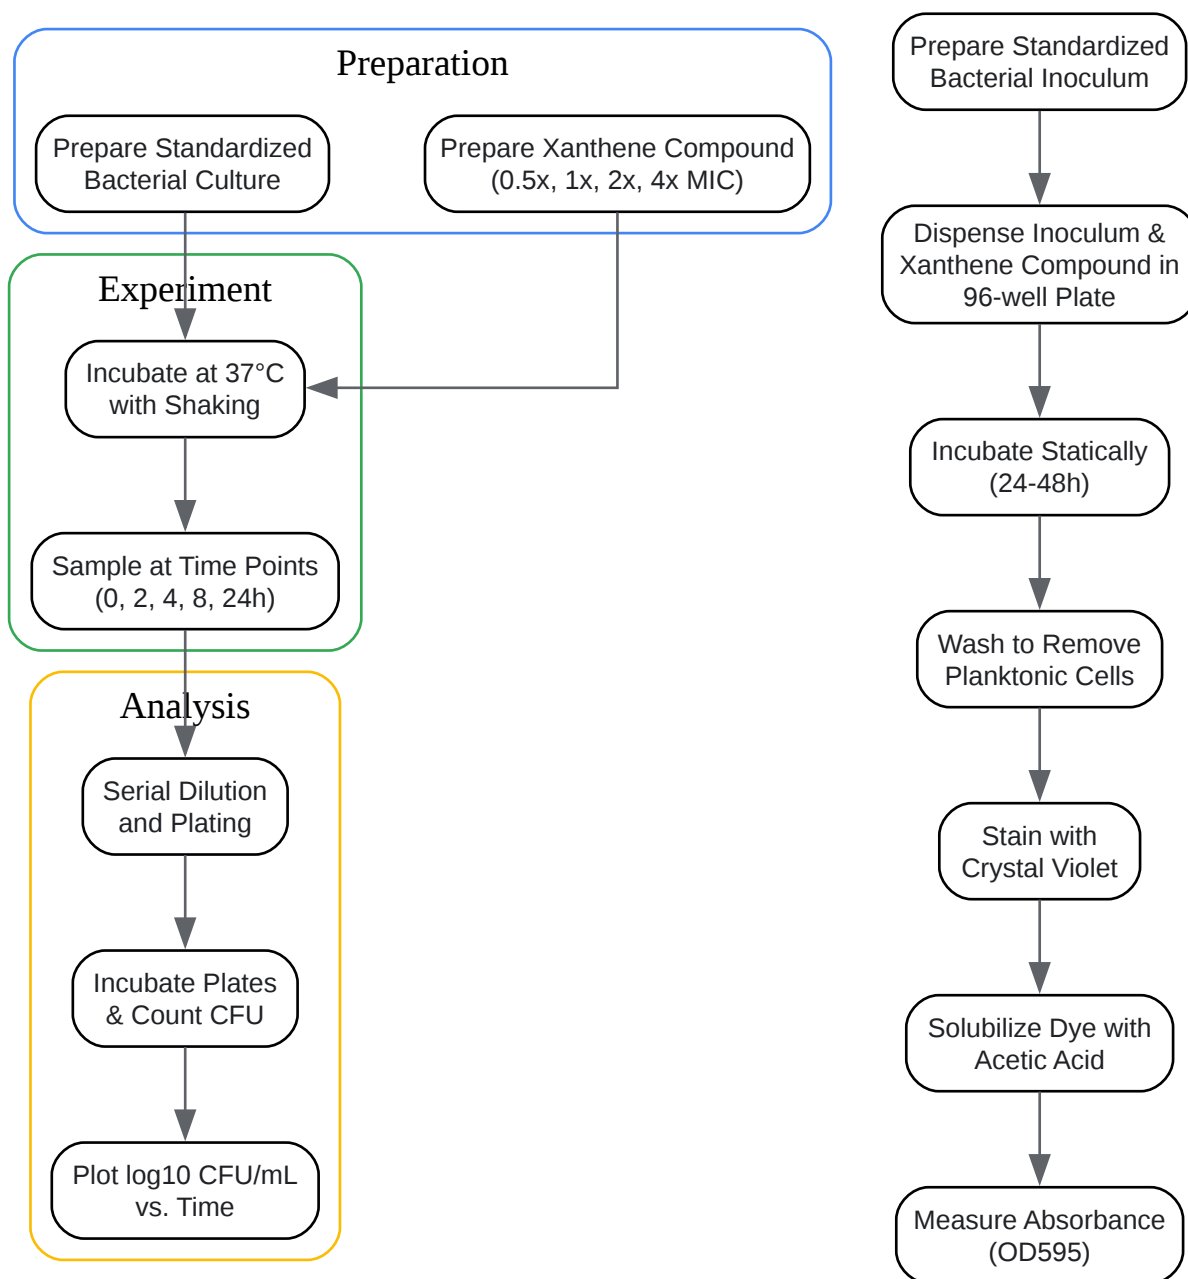 Preparation
Prepare Standardized
Bacterial Culture
Prepare Xanthene Compound
(0.5x, 1x, 2x, 4x MIC)
Experiment
Incubate at 37°C
with Shaking
Sample at Time Points
(0, 2, 4, 8, 24h)
Analysis
Serial Dilution
and Plating
Incubate Plates
& Count CFU
Plot log10 CFU/mL
vs. Time
Prepare Standardized
Bacterial Inoculum
Dispense Inoculum &
Xanthene Compound in
96-well Plate
Incubate Statically
(24-48h)
Wash to Remove
Planktonic Cells
Stain with
Crystal Violet
Solubilize Dye with
Acetic Acid
Measure Absorbance
(OD595)